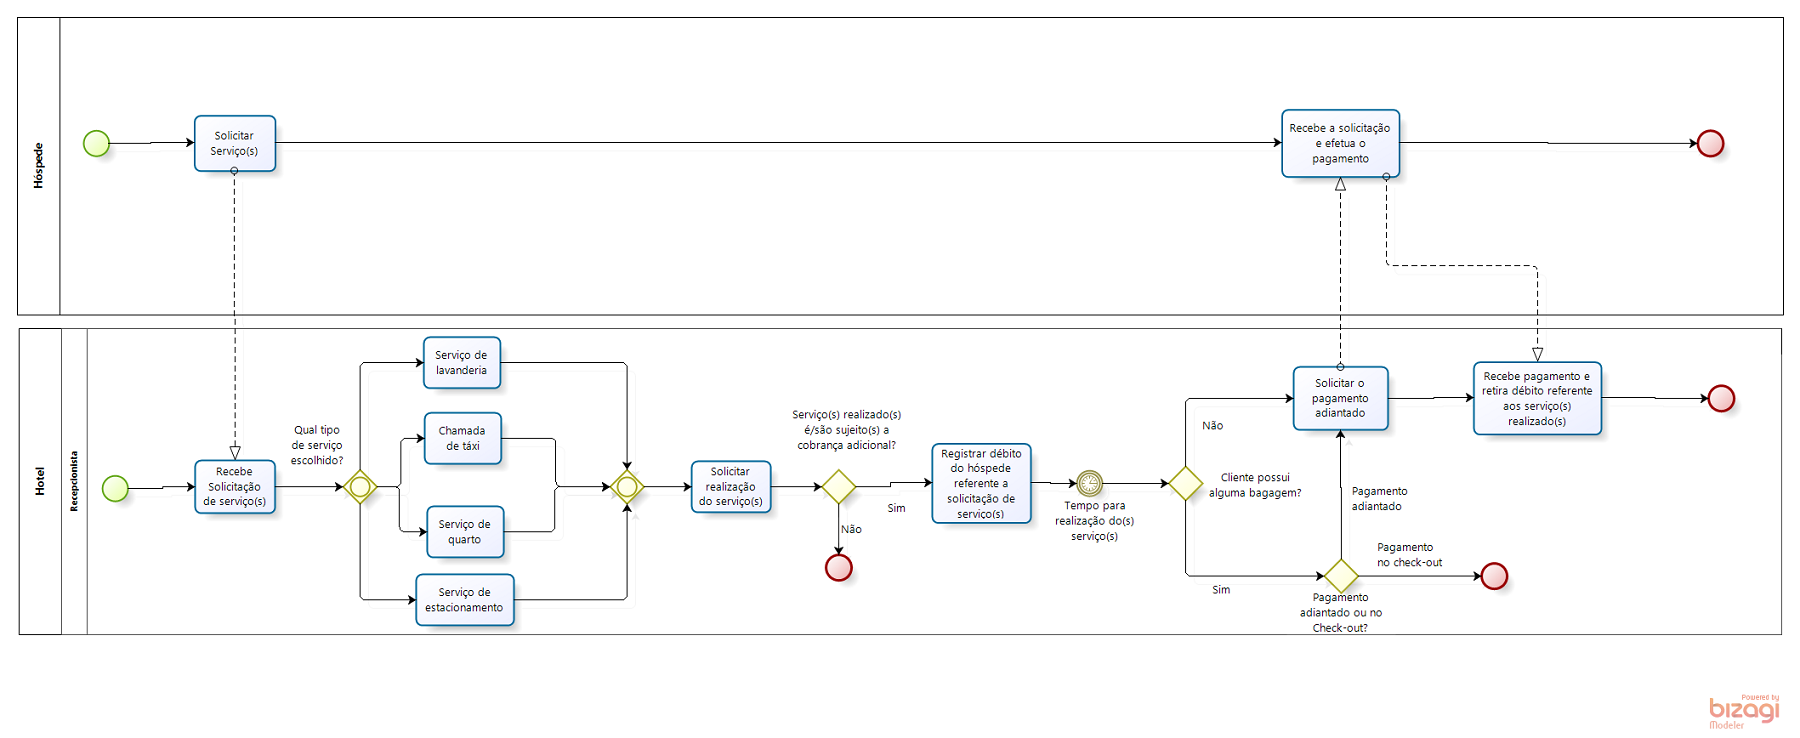 Hóspede
Solicitar
Serviço(s)
Recebe a solicitação
e efetua o
pagamento
Hotel
Recepcionista
Recebe
Solicitação
de serviço(s)
Qual tipo
de serviço
escolhido?
Serviço de
lavanderia
Chamada
de táxi
Serviço de
quarto
Serviço de
estacionamento
Solicitar
realização
do serviço(s)
Serviço(s) realizado(s)
é/são sujeito(s) a
cobrança adicional?
Não
Sim
Registrar débito
do hóspede
referente a
solicitação de
serviço(s)
Tempo para
realização do(s)
serviço(s)
Cliente possui
alguma bagagem?
Não
Sim
Solicitar o
pagamento
adiantado
Pagamento
adiantado
Pagamento
no check-out
Pagamento
adiantado ou no
Check-out?
Recebe pagamento e
retira débito referente
aos serviço(s)
realizado(s)
Powered by
bizagi
Modeler